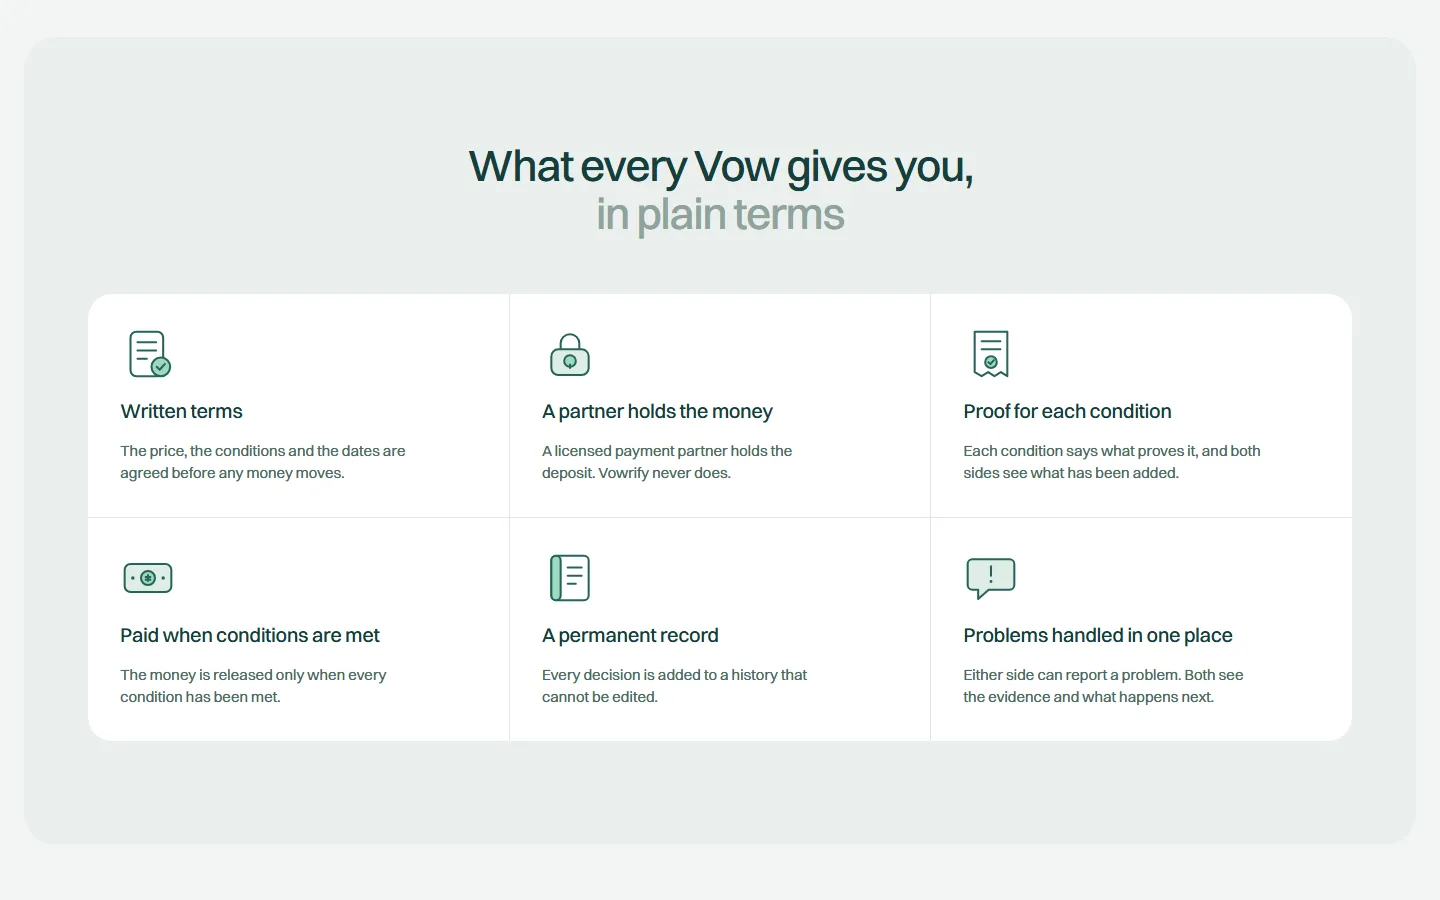 What every Vow gives you,
in plain terms
Written terms
The price, the conditions and the dates are
agreed before any money moves.
A partner holds the money
A licensed payment partner holds the
deposit. Vowrify never does.
Proof for each condition
Each condition says what proves it, and both
sides see what has been added.
Paid when conditions are met
The money is released only when every
condition has been met.
A permanent record
Every decision is added to a history that
cannot be edited.
Problems handled in one place
Either side can report a problem. Both see
the evidence and what happens next.